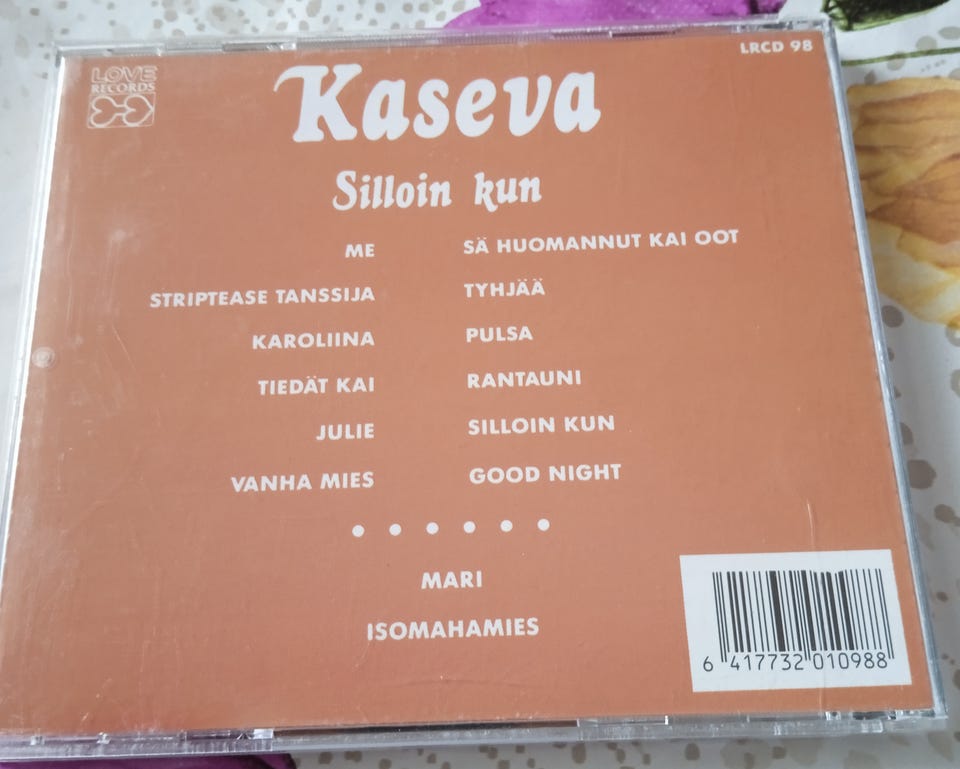 LOVE
RECORDS
LRCD 98
Kaseva
Silloin kun
ME
STRIPTEASE TANSSIJA
KAROLIINA
TIEDÄT KAI
JULIE
VANHA MIES
SÄ HUOMANNUT KAI OOT
TYHJÄÄ
PULSA
RANTAUNI
SILLOIN KUN
GOOD NIGHT
MARI
ISOMAHAMIES
6 417732 010988